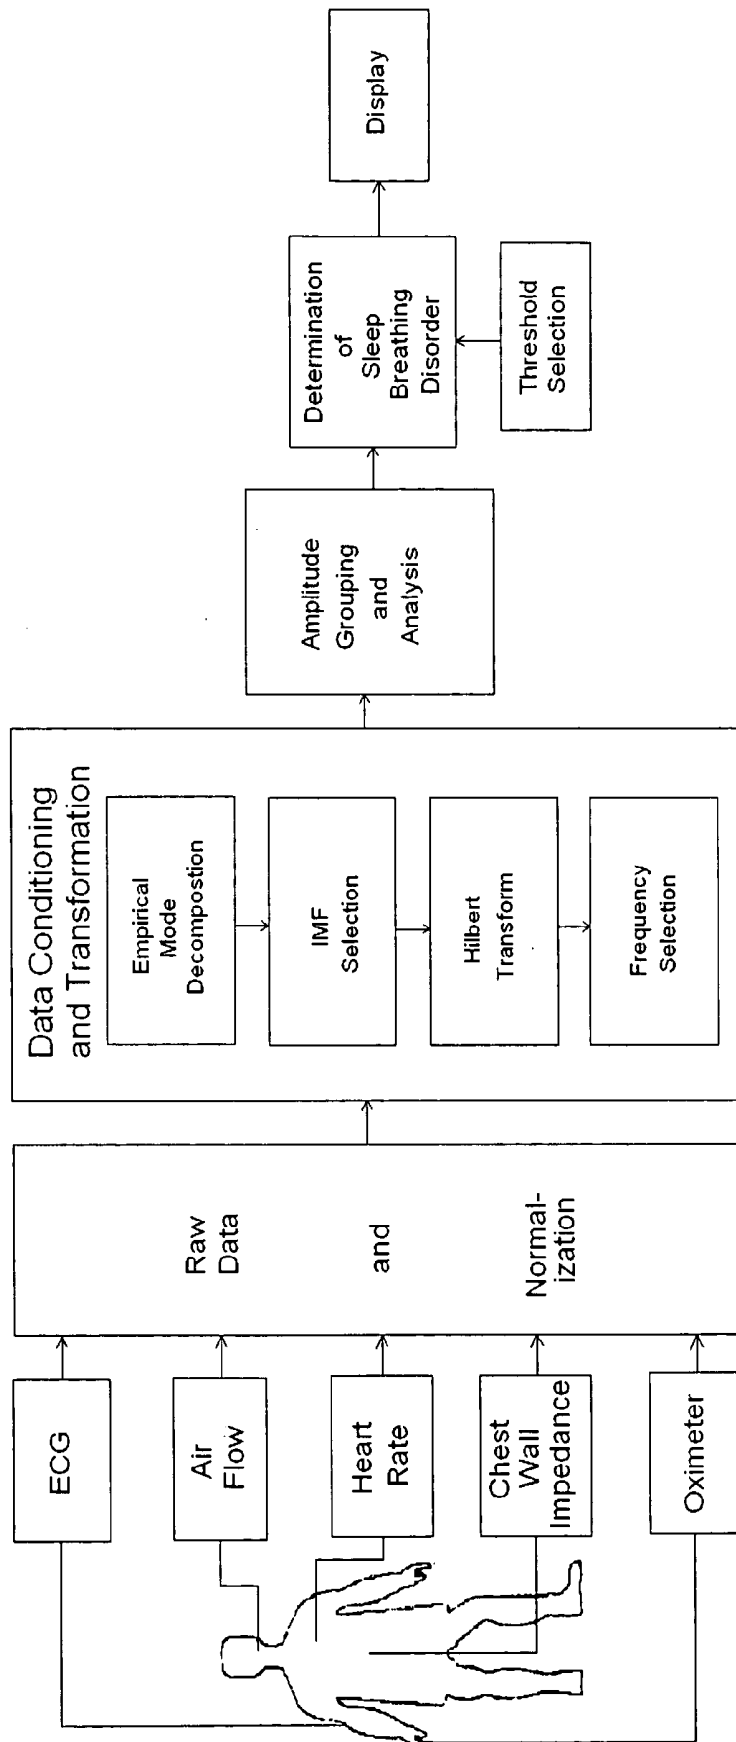 ECG
Air
Flow
Heart
Rate
Chest
Wall
Impedance
Oximeter
Raw
Data
and
Normal-
ization
Data Conditioning
and Transformation
Empirical
Mode
Decompostion
IMF
Selection
Hilbert
Transform
Frequency
Selection
Amplitude
Grouping
and
Analysis
Determination
of
Sleep
Breathing
Disorder
Threshold
Selection
Display